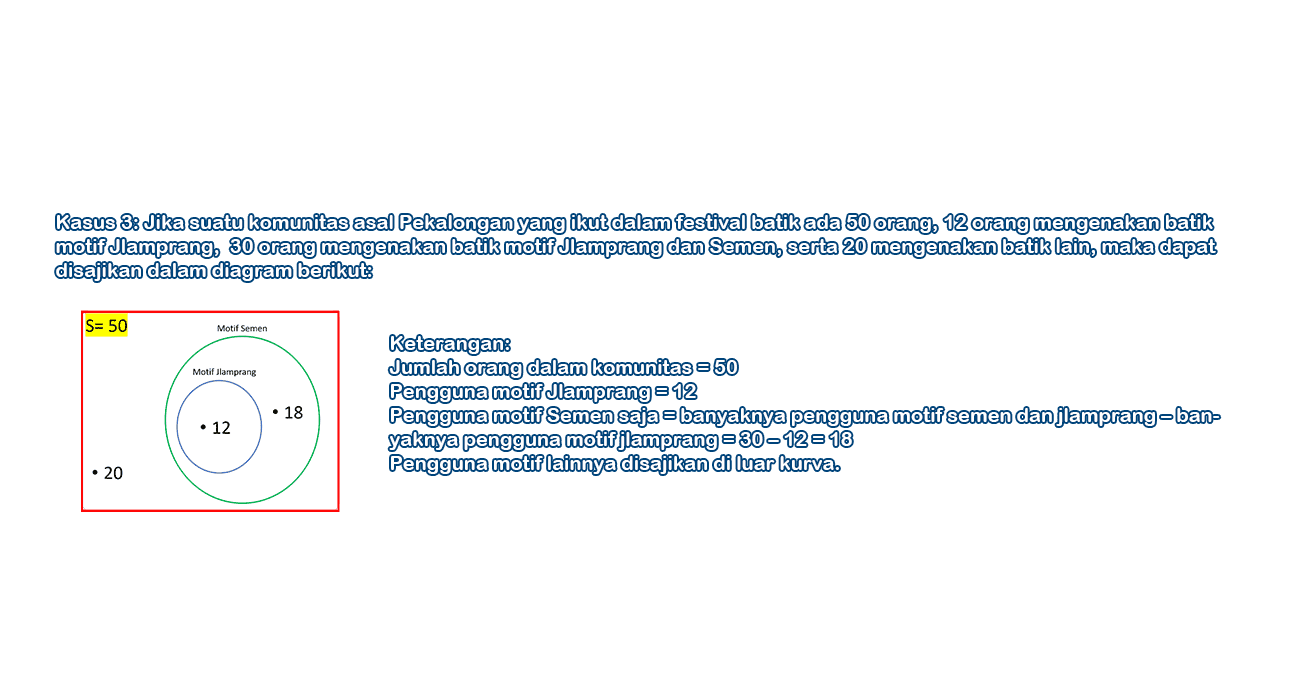 Kasus 3: Jika suatu komunitas asal Pekalongan yang ikut dalam festival batik ada 50 orang, 12 orang mengenakan batik
motif Jlamprang,  30 orang mengenakan batik motif Jlamprang dan Semen, serta 20 mengenakan batik lain, maka dapat
disajikan dalam diagram berikut:
S= 50
Motif Semen
Motif Jlamprang
• 18
• 12
• 20
Keterangan:
Jumlah orang dalam komunitas = 50
Pengguna motif Jlamprang = 12
Pengguna motif Semen saja = banyaknya pengguna motif semen dan jlamprang – ban-
yaknya pengguna motif jlamprang = 30 – 12 = 18
Pengguna motif lainnya disajikan di luar kurva.